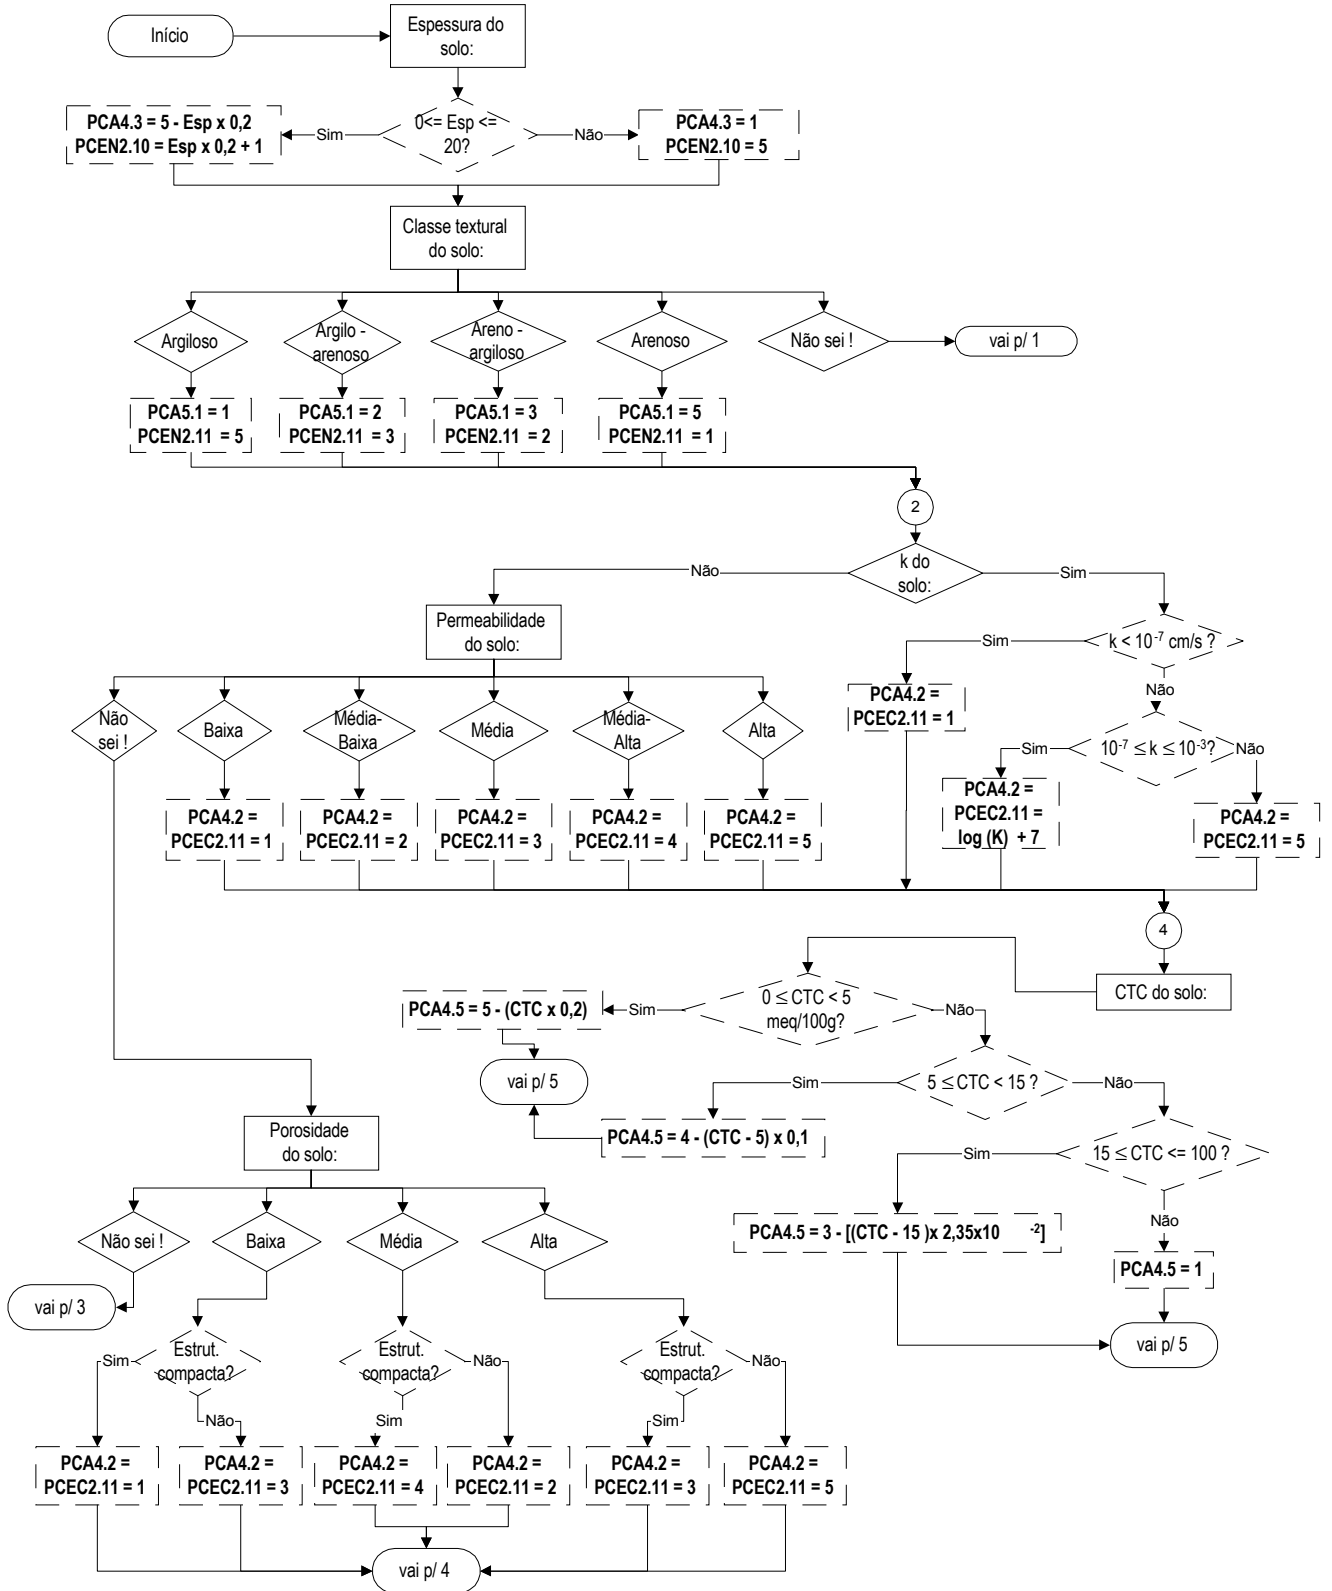 Início
Espessura do
solo:
0<= Esp <=
20?
Sim
Não
PCA4.3 = 5 - Esp x 0,2
PCEN2.10 = Esp x 0,2 + 1
PCA4.3 = 1
PCEN2.10 = 5
Classe textural
do solo:
Argiloso
Argilo -
arenoso
Areno -
argiloso
Arenoso
Não sei !
vai p/ 1
PCA5.1 = 1
PCEN2.11 = 5
PCA5.1 = 2
PCEN2.11 = 3
PCA5.1 = 3
PCEN2.11 = 2
PCA5.1 = 5
PCEN2.11 = 1
2
k do
solo:
Não
Sim
Permeabilidade
do solo:
k < 10⁻⁷ cm/s ?
Sim
Não
PCA4.2 =
PCEC2.11 = 1
10⁻⁷ ≤ k ≤ 10⁻³?
Sim
Não
PCA4.2 =
PCEC2.11 =
log (K) + 7
PCA4.2 =
PCEC2.11 = 5
Não
sei !
Baixa
Média-
Baixa
Média
Média-
Alta
Alta
PCA4.2 =
PCEC2.11 = 1
PCA4.2 =
PCEC2.11 = 2
PCA4.2 =
PCEC2.11 = 3
PCA4.2 =
PCEC2.11 = 4
PCA4.2 =
PCEC2.11 = 5
4
CTC do solo:
0 ≤ CTC < 5
meq/100g?
Sim
Não
PCA4.5 = 5 - (CTC x 0,2)
vai p/ 5
5 ≤ CTC < 15 ?
Sim
Não
PCA4.5 = 4 - (CTC - 5) x 0,1
15 ≤ CTC <= 100 ?
Sim
Não
PCA4.5 = 3 - [(CTC - 15 )x 2,35x10 ⁻²]
PCA4.5 = 1
vai p/ 5
Porosidade
do solo:
Não sei !
Baixa
Média
Alta
vai p/ 3
Estrut.
compacta?
Sim
Não
Estrut.
compacta?
Sim
Não
Estrut.
compacta?
Sim
Não
PCA4.2 =
PCEC2.11 = 1
PCA4.2 =
PCEC2.11 = 3
PCA4.2 =
PCEC2.11 = 4
PCA4.2 =
PCEC2.11 = 2
PCA4.2 =
PCEC2.11 = 3
PCA4.2 =
PCEC2.11 = 5
vai p/ 4